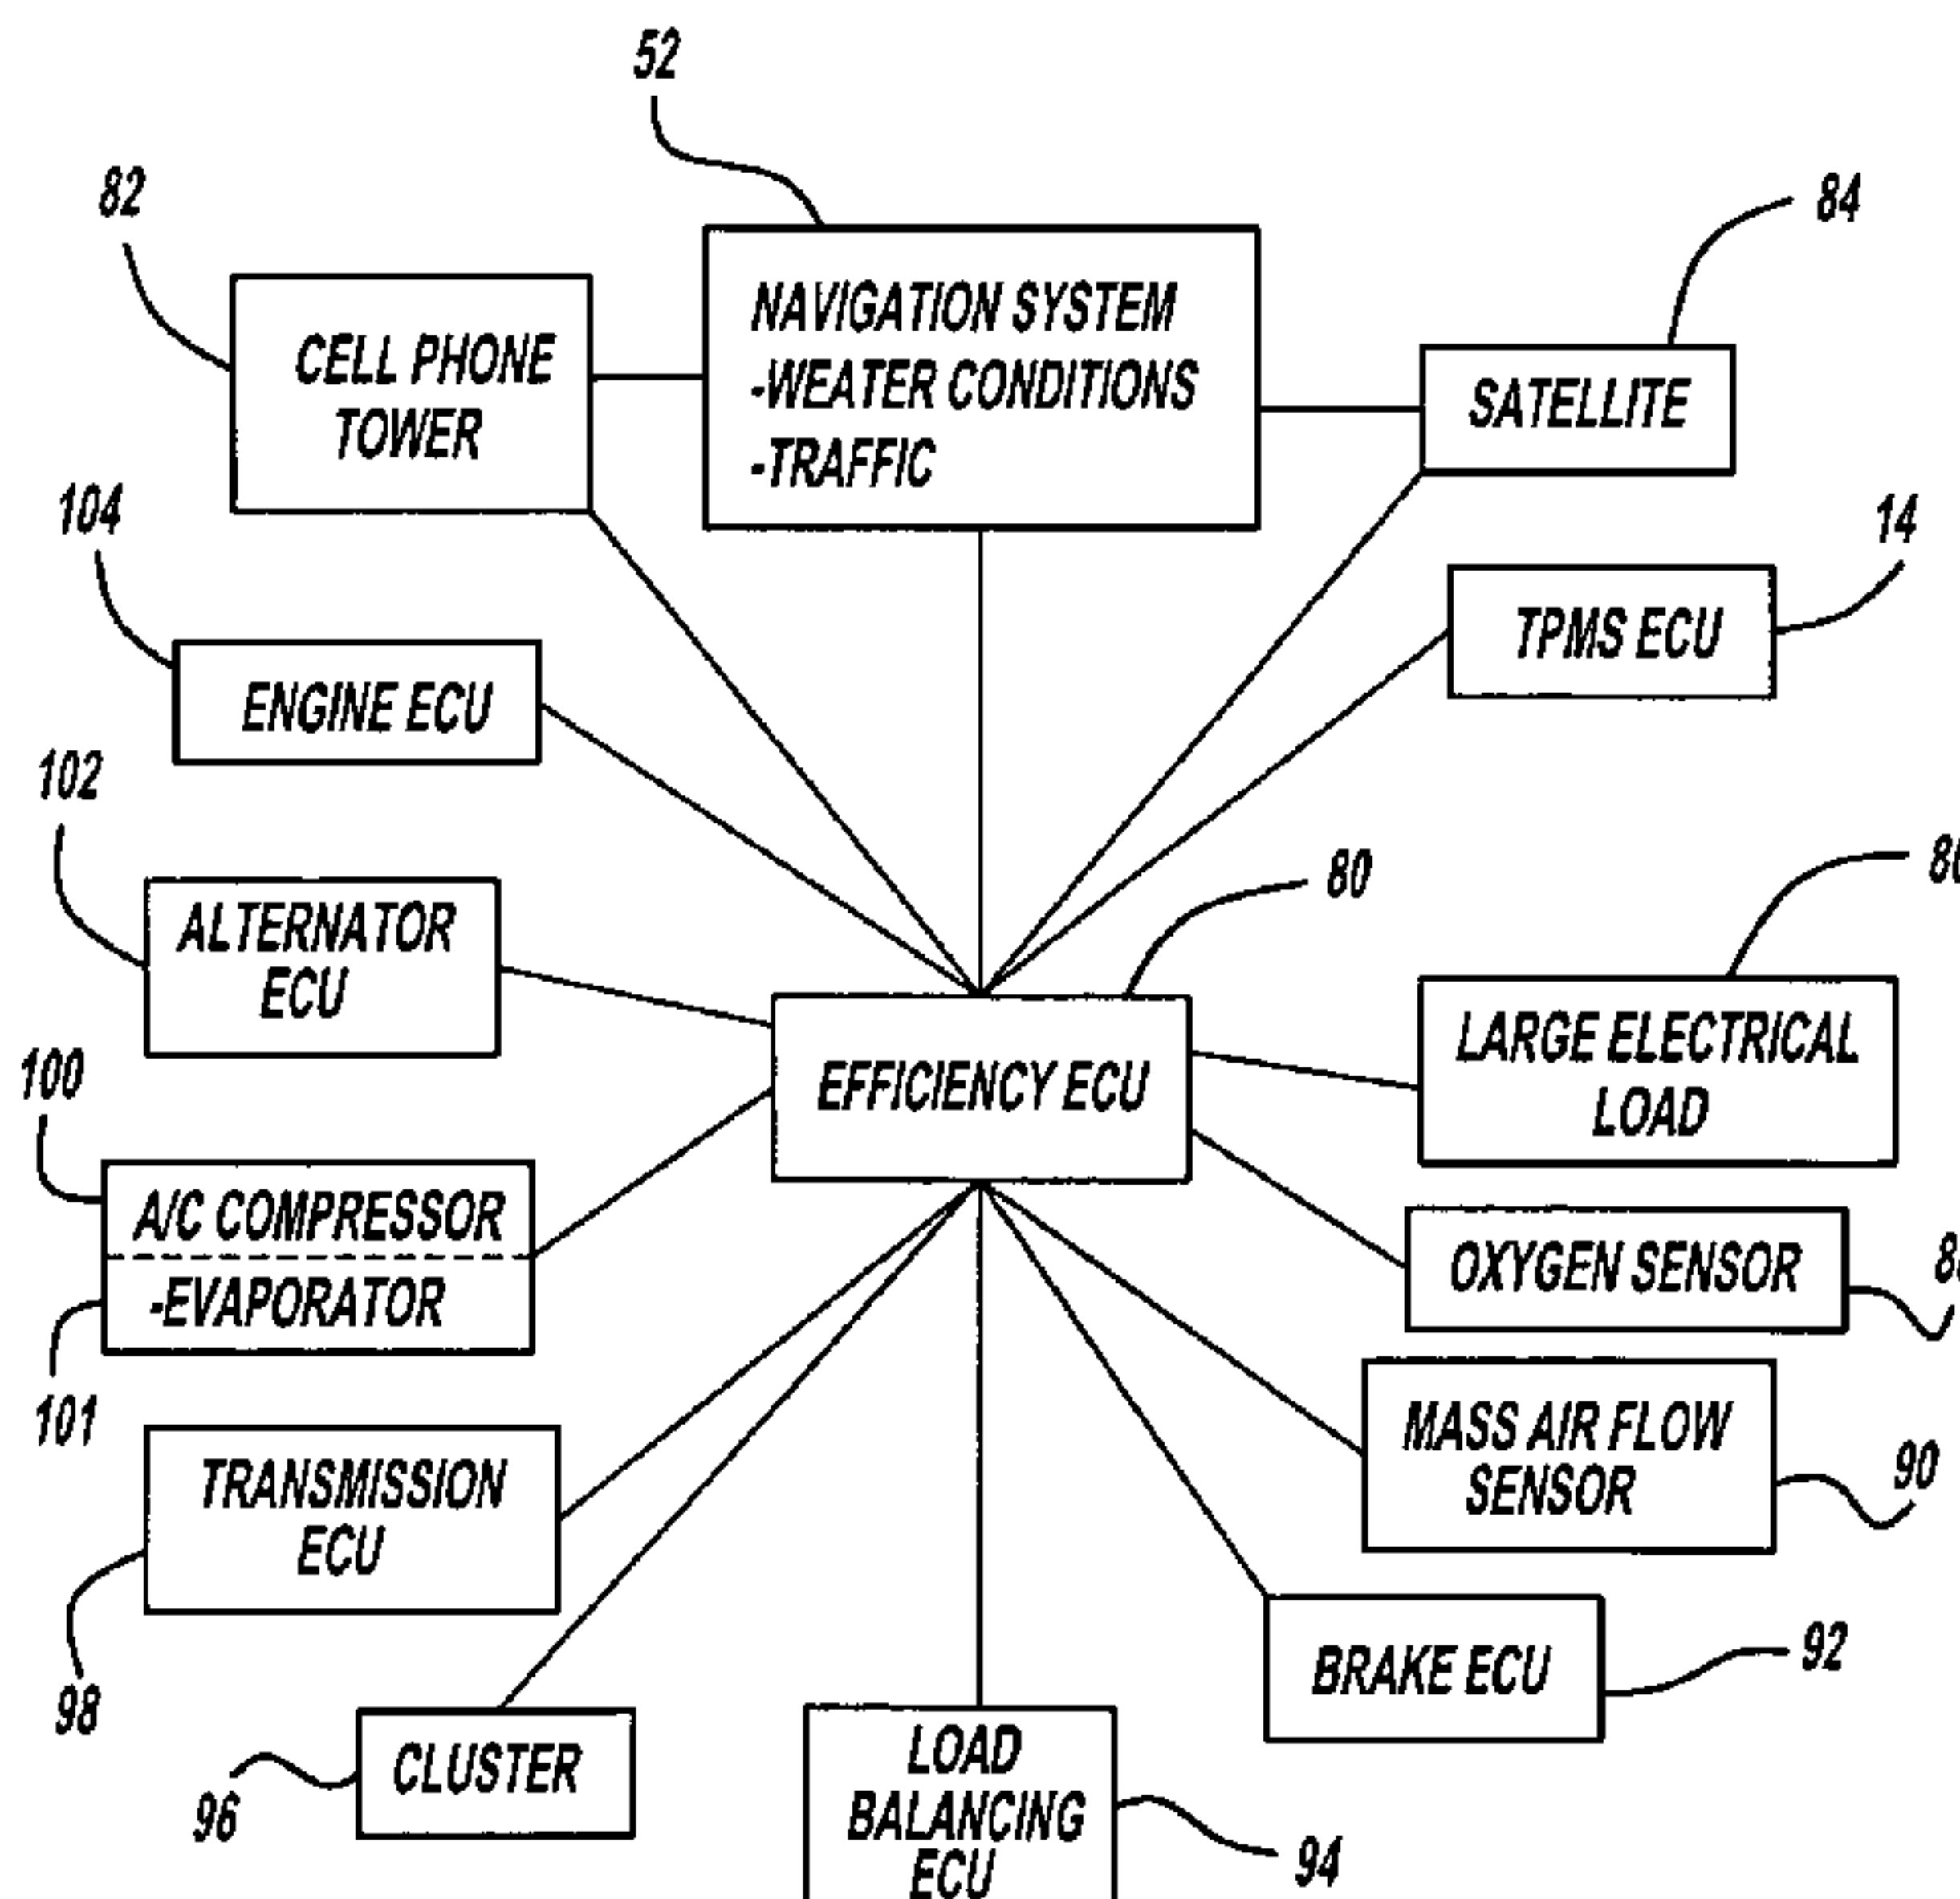 52
82
84
CELL PHONE
TOWER
NAVIGATION SYSTEM
-WEATER CONDITIONS
-TRAFFIC
SATELLITE
104
14
ENGINE ECU
TPMS ECU
102
80
ALTERNATOR
ECU
LARGE ELECTRICAL
LOAD
100
EFFICIENCY ECU
A/C COMPRESSOR
-EVAPORATOR
101
OXYGEN SENSOR
MASS AIR FLOW
SENSOR
90
TRANSMISSION
ECU
98
BRAKE ECU
92
CLUSTER
96
LOAD
BALANCING
ECU
94